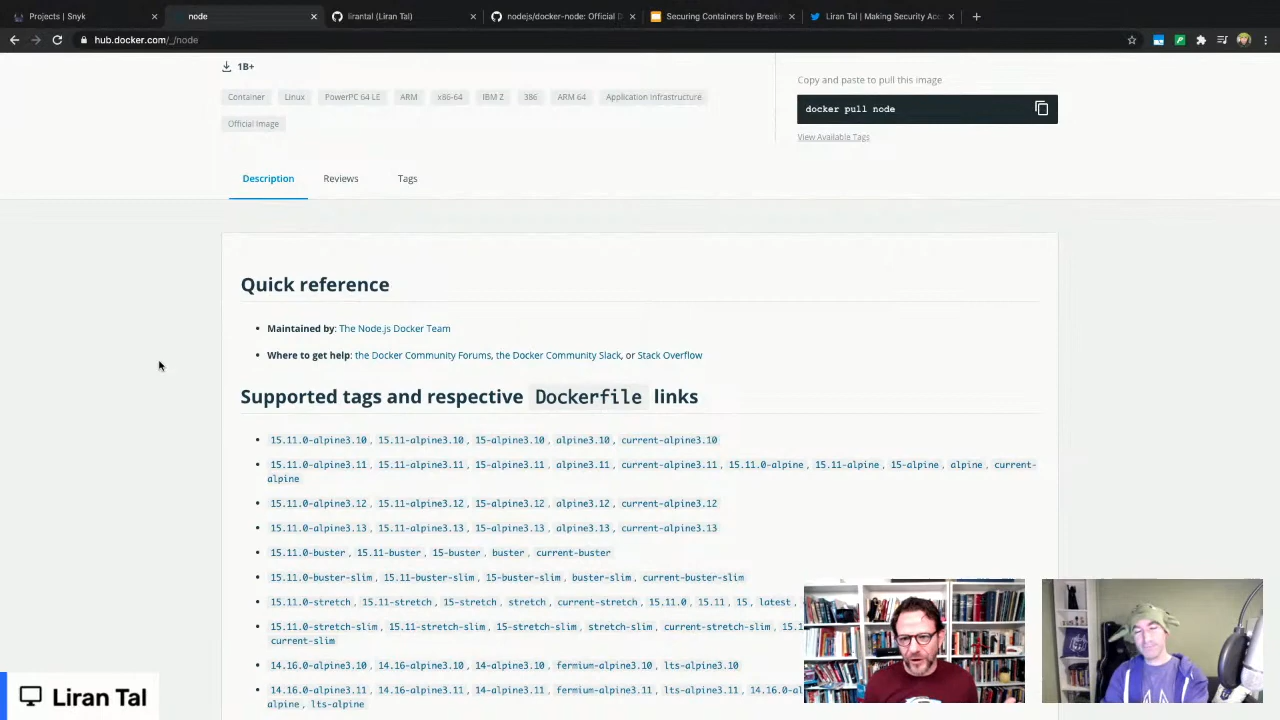 Projects | Snyk
node
lirantal (Liran Tal)
nodejs/docker-node: Official D
Securing Containers by Breaki
Liran Tal | Making Security Acc
hub.docker.com/_/node
1B+
Copy and paste to pull this image
Container Linux PowerPC 64 LE ARM x86-64 IBM Z 386 ARM 64 Application Infrastructure
docker pull node
Official Image
View Available Tags
Description Reviews Tags
Quick reference
• Maintained by: The Node.js Docker Team
• Where to get help: the Docker Community Forums, the Docker Community Slack, or Stack Overflow
Supported tags and respective Dockerfile links
• 15.11.0-alpine3.10, 15.11-alpine3.10, 15-alpine3.10, alpine3.10, current-alpine3.10
• 15.11.0-alpine3.11, 15.11-alpine3.11, 15-alpine3.11, alpine3.11, current-alpine3.11, 15.11.0-alpine, 15.11-alpine, 15-alpine, alpine, current-
alpine
• 15.11.0-alpine3.12, 15.11-alpine3.12, 15-alpine3.12, alpine3.12, current-alpine3.12
• 15.11.0-alpine3.13, 15.11-alpine3.13, 15-alpine3.13, alpine3.13, current-alpine3.13
• 15.11.0-buster, 15.11-buster, 15-buster, buster, current-buster
• 15.11.0-buster-slim, 15.11-buster-slim, 15-buster-slim, buster-slim, current-buster-slim
• 15.11.0-stretch, 15.11-stretch, 15-stretch, stretch, current-stretch, 15.11.0, 15.11, 15, latest,
• 15.11.0-stretch-slim, 15.11-stretch-slim, 15-stretch-slim, stretch-slim, current-stretch-slim, 15.1
current-slim
• 14.16.0-alpine3.10, 14.16-alpine3.10, 14-alpine3.10, fermium-alpine3.10, lts-alpine3.10
• 14.16.0-alpine3.11, 14.16-alpine3.11, 14-alpine3.11, fermium-alpine3.11, lts-alpine3.11, 14.16.0-al
alpine, lts-alpine
Liran Tal